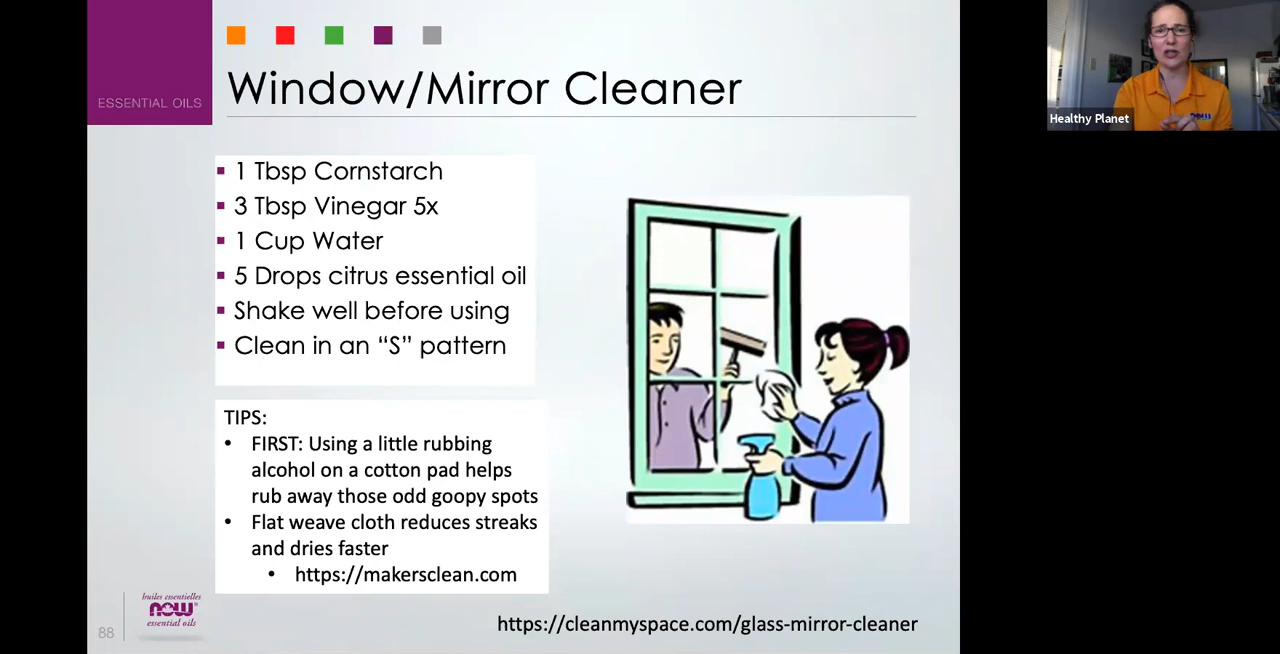 ESSENTIAL OILS
Window/Mirror Cleaner
1 Tbsp Cornstarch
3 Tbsp Vinegar 5x
1 Cup Water
5 Drops citrus essential oil
Shake well before using
Clean in an “S” pattern
TIPS:
FIRST: Using a little rubbing
alcohol on a cotton pad helps
rub away those odd goopy spots
Flat weave cloth reduces streaks
and dries faster
https://makersclean.com
https://cleanmyspace.com/glass-mirror-cleaner
88
huiles essentielles
NOW
essential oils
Healthy Planet